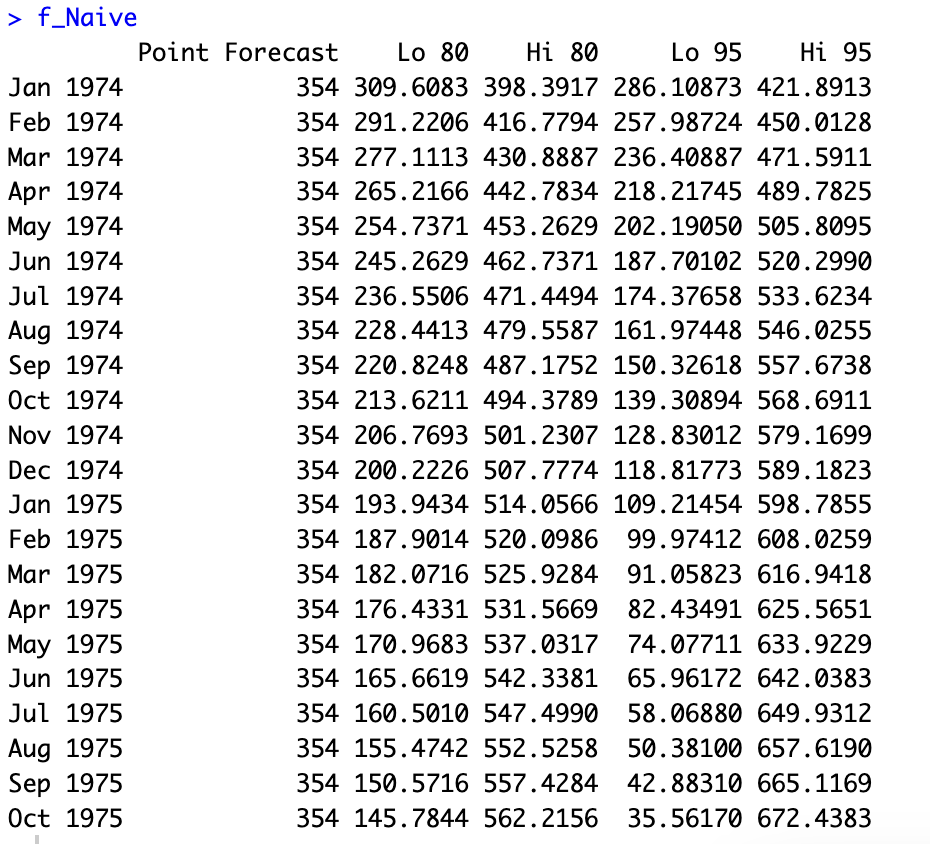 > f_Naive
         Point Forecast    Lo 80    Hi 80     Lo 95    Hi 95
Jan 1974            354 309.6083 398.3917 286.10873 421.8913
Feb 1974            354 291.2206 416.7794 257.98724 450.0128
Mar 1974            354 277.1113 430.8887 236.40887 471.5911
Apr 1974            354 265.2166 442.7834 218.21745 489.7825
May 1974            354 254.7371 453.2629 202.19050 505.8095
Jun 1974            354 245.2629 462.7371 187.70102 520.2990
Jul 1974            354 236.5506 471.4494 174.37658 533.6234
Aug 1974            354 228.4413 479.5587 161.97448 546.0255
Sep 1974            354 220.8248 487.1752 150.32618 557.6738
Oct 1974            354 213.6211 494.3789 139.30894 568.6911
Nov 1974            354 206.7693 501.2307 128.83012 579.1699
Dec 1974            354 200.2226 507.7774 118.81773 589.1823
Jan 1975            354 193.9434 514.0566 109.21454 598.7855
Feb 1975            354 187.9014 520.0986  99.97412 608.0259
Mar 1975            354 182.0716 525.9284  91.05823 616.9418
Apr 1975            354 176.4331 531.5669  82.43491 625.5651
May 1975            354 170.9683 537.0317  74.07711 633.9229
Jun 1975            354 165.6619 542.3381  65.96172 642.0383
Jul 1975            354 160.5010 547.4990  58.06880 649.9312
Aug 1975            354 155.4742 552.5258  50.38100 657.6190
Sep 1975            354 150.5716 557.4284  42.88310 665.1169
Oct 1975            354 145.7844 562.2156  35.56170 672.4383